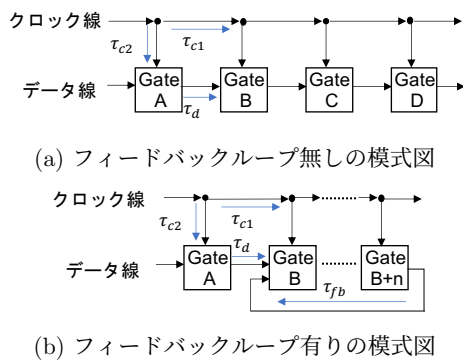 クロック線
τc2
τc1
データ線
Gate A
Gate B
Gate C
Gate D
τd
(a) フィードバックループ無しの模式図
クロック線
τc2
τc1
データ線
τd
Gate A
Gate B
Gate B+n
τfb
(b) フィードバックループ有りの模式図